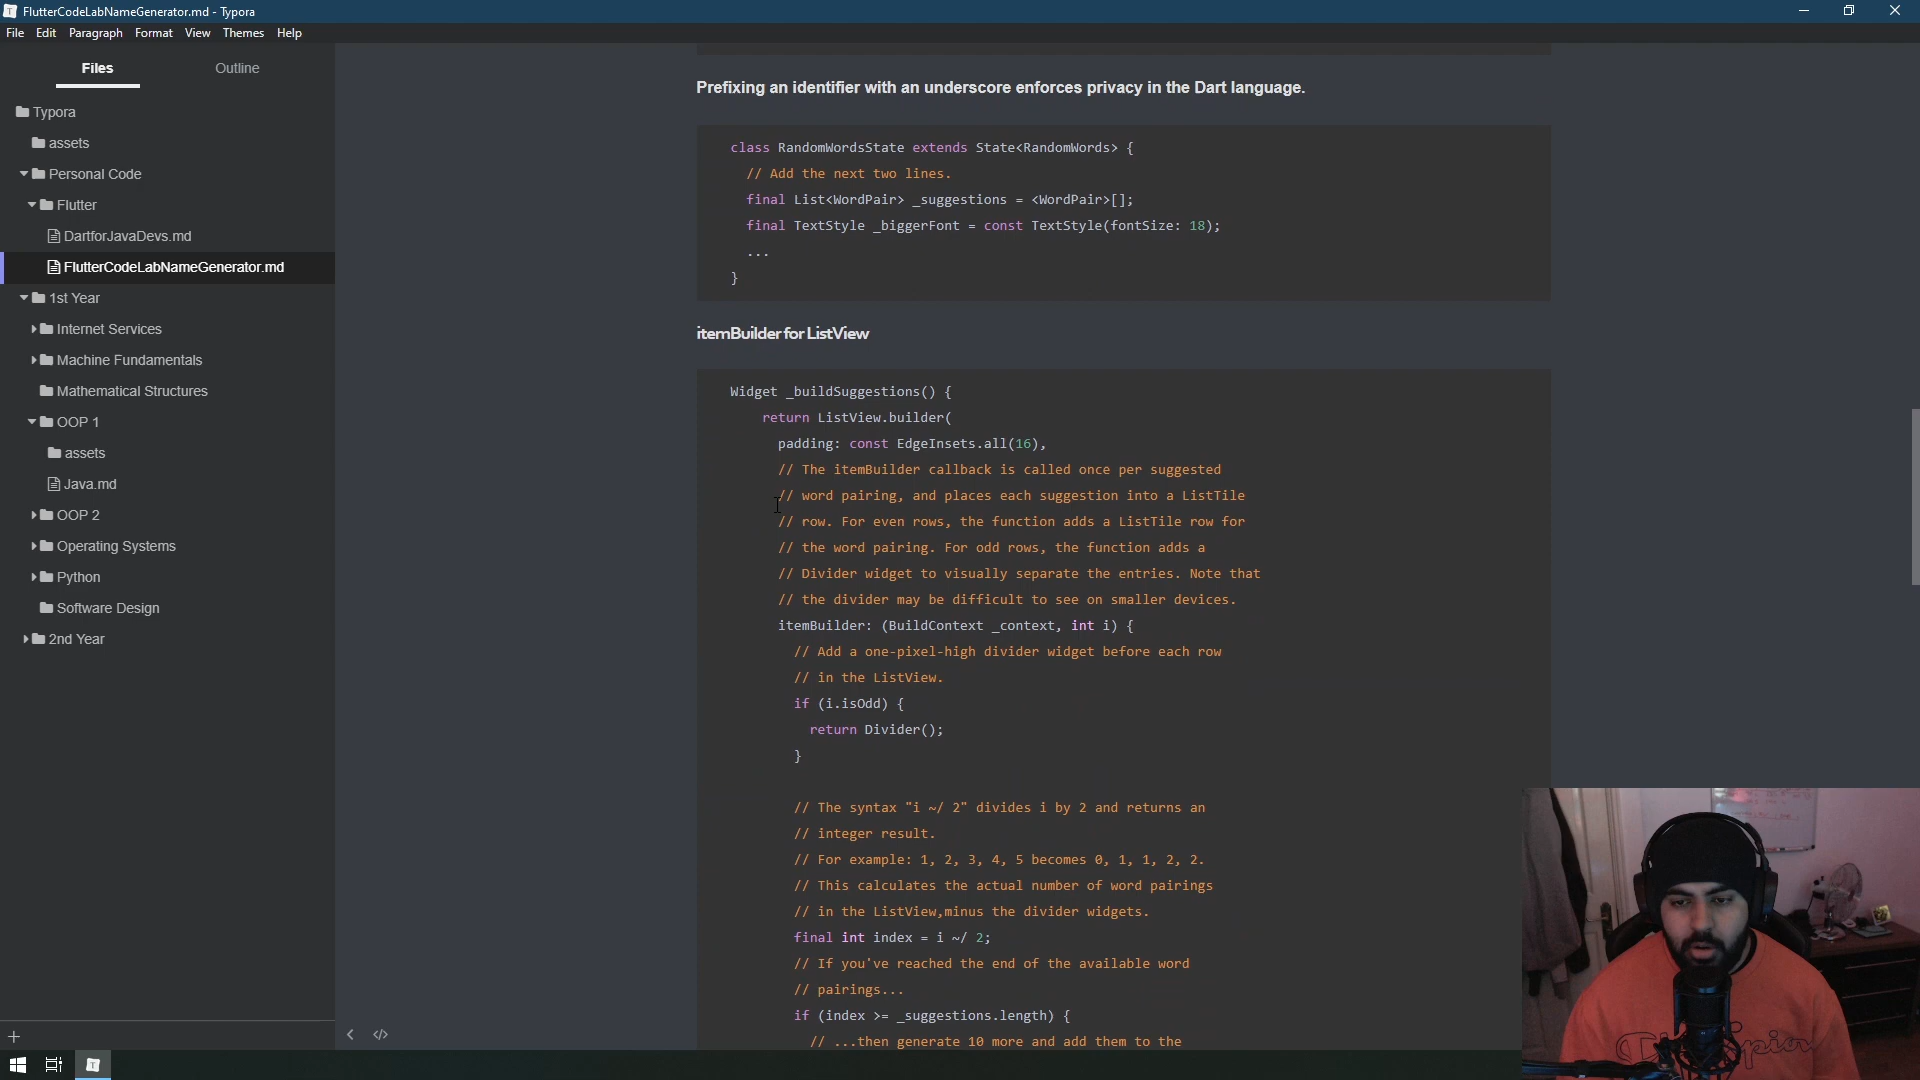 FlutterCodeLabNameGenerator.md - Typora
File Edit Paragraph Format View Themes Help
Files Outline
Typora
assets
Personal Code
Flutter
DartforJavaDevs.md
FlutterCodeLabNameGenerator.md
1st Year
Internet Services
Machine Fundamentals
Mathematical Structures
OOP 1
assets
Java.md
OOP 2
Operating Systems
Python
Software Design
2nd Year
Prefixing an identifier with an underscore enforces privacy in the Dart language.
class RandomWordsState extends State<RandomWords> {
// Add the next two lines.
final List<WordPair> _suggestions = <WordPair>[];
final TextStyle _biggerFont = const TextStyle(fontSize: 18);
...
}
itemBuilder for ListView
Widget _buildSuggestions() {
return ListView.builder(
padding: const EdgeInsets.all(16),
// The itemBuilder callback is called once per suggested
// word pairing, and places each suggestion into a ListTile
// row. For even rows, the function adds a ListTile row for
// the word pairing. For odd rows, the function adds a
// Divider widget to visually separate the entries. Note that
// the divider may be difficult to see on smaller devices.
itemBuilder: (BuildContext _context, int i) {
// Add a one-pixel-high divider widget before each row
// in the ListView.
if (i.isOdd) {
return Divider();
}
// The syntax "i ~/ 2" divides i by 2 and returns an
// integer result.
// For example: 1, 2, 3, 4, 5 becomes 0, 1, 1, 2, 2.
// This calculates the actual number of word pairings
// in the ListView,minus the divider widgets.
final int index = i ~/ 2;
// If you've reached the end of the available word
// pairings...
if (index >= _suggestions.length) {
// ...then generate 10 more and add them to the